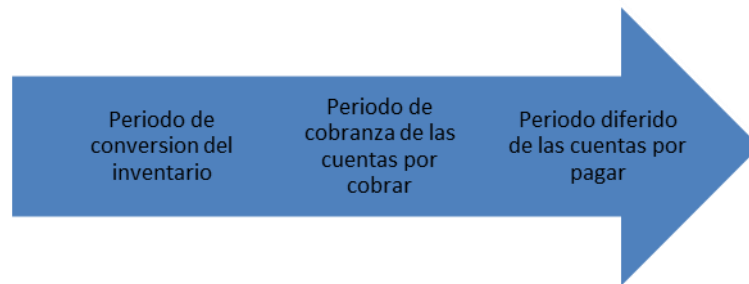 Periodo de
conversion del
inventario
Periodo de
cobranza de las
cuentas por
cobrar
Periodo diferido
de las cuentas por
pagar